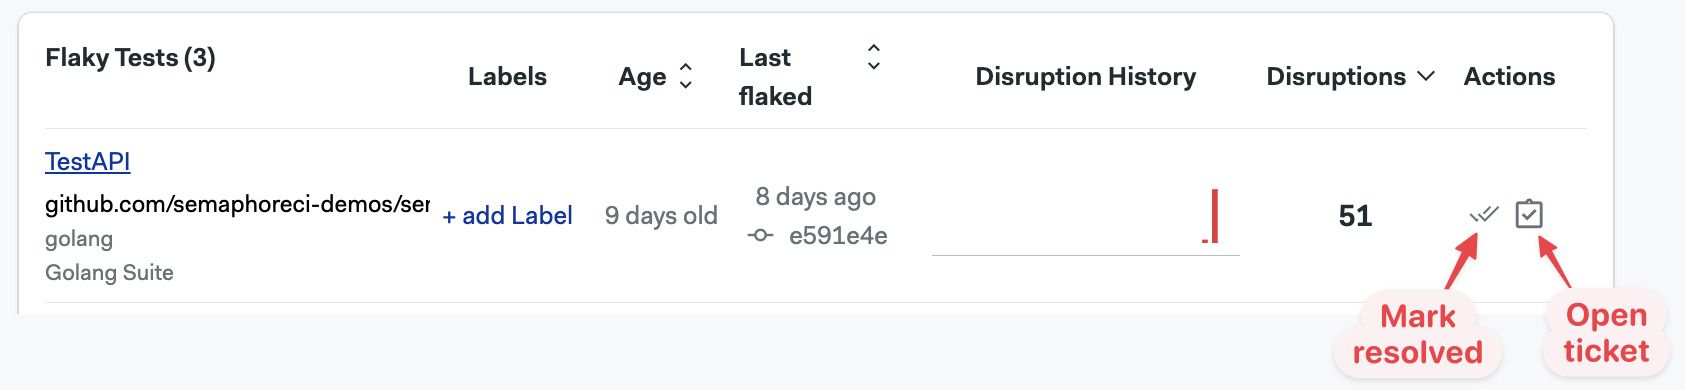 Flaky Tests (3)
Labels
Age
Last
flaked
Disruption History
Disruptions
Actions
TestAPI
github.com/semaphoreci-demos/ser
golang
Golang Suite
+ add Label
9 days old
8 days ago
e591e4e
51
Mark
resolved
Open
ticket